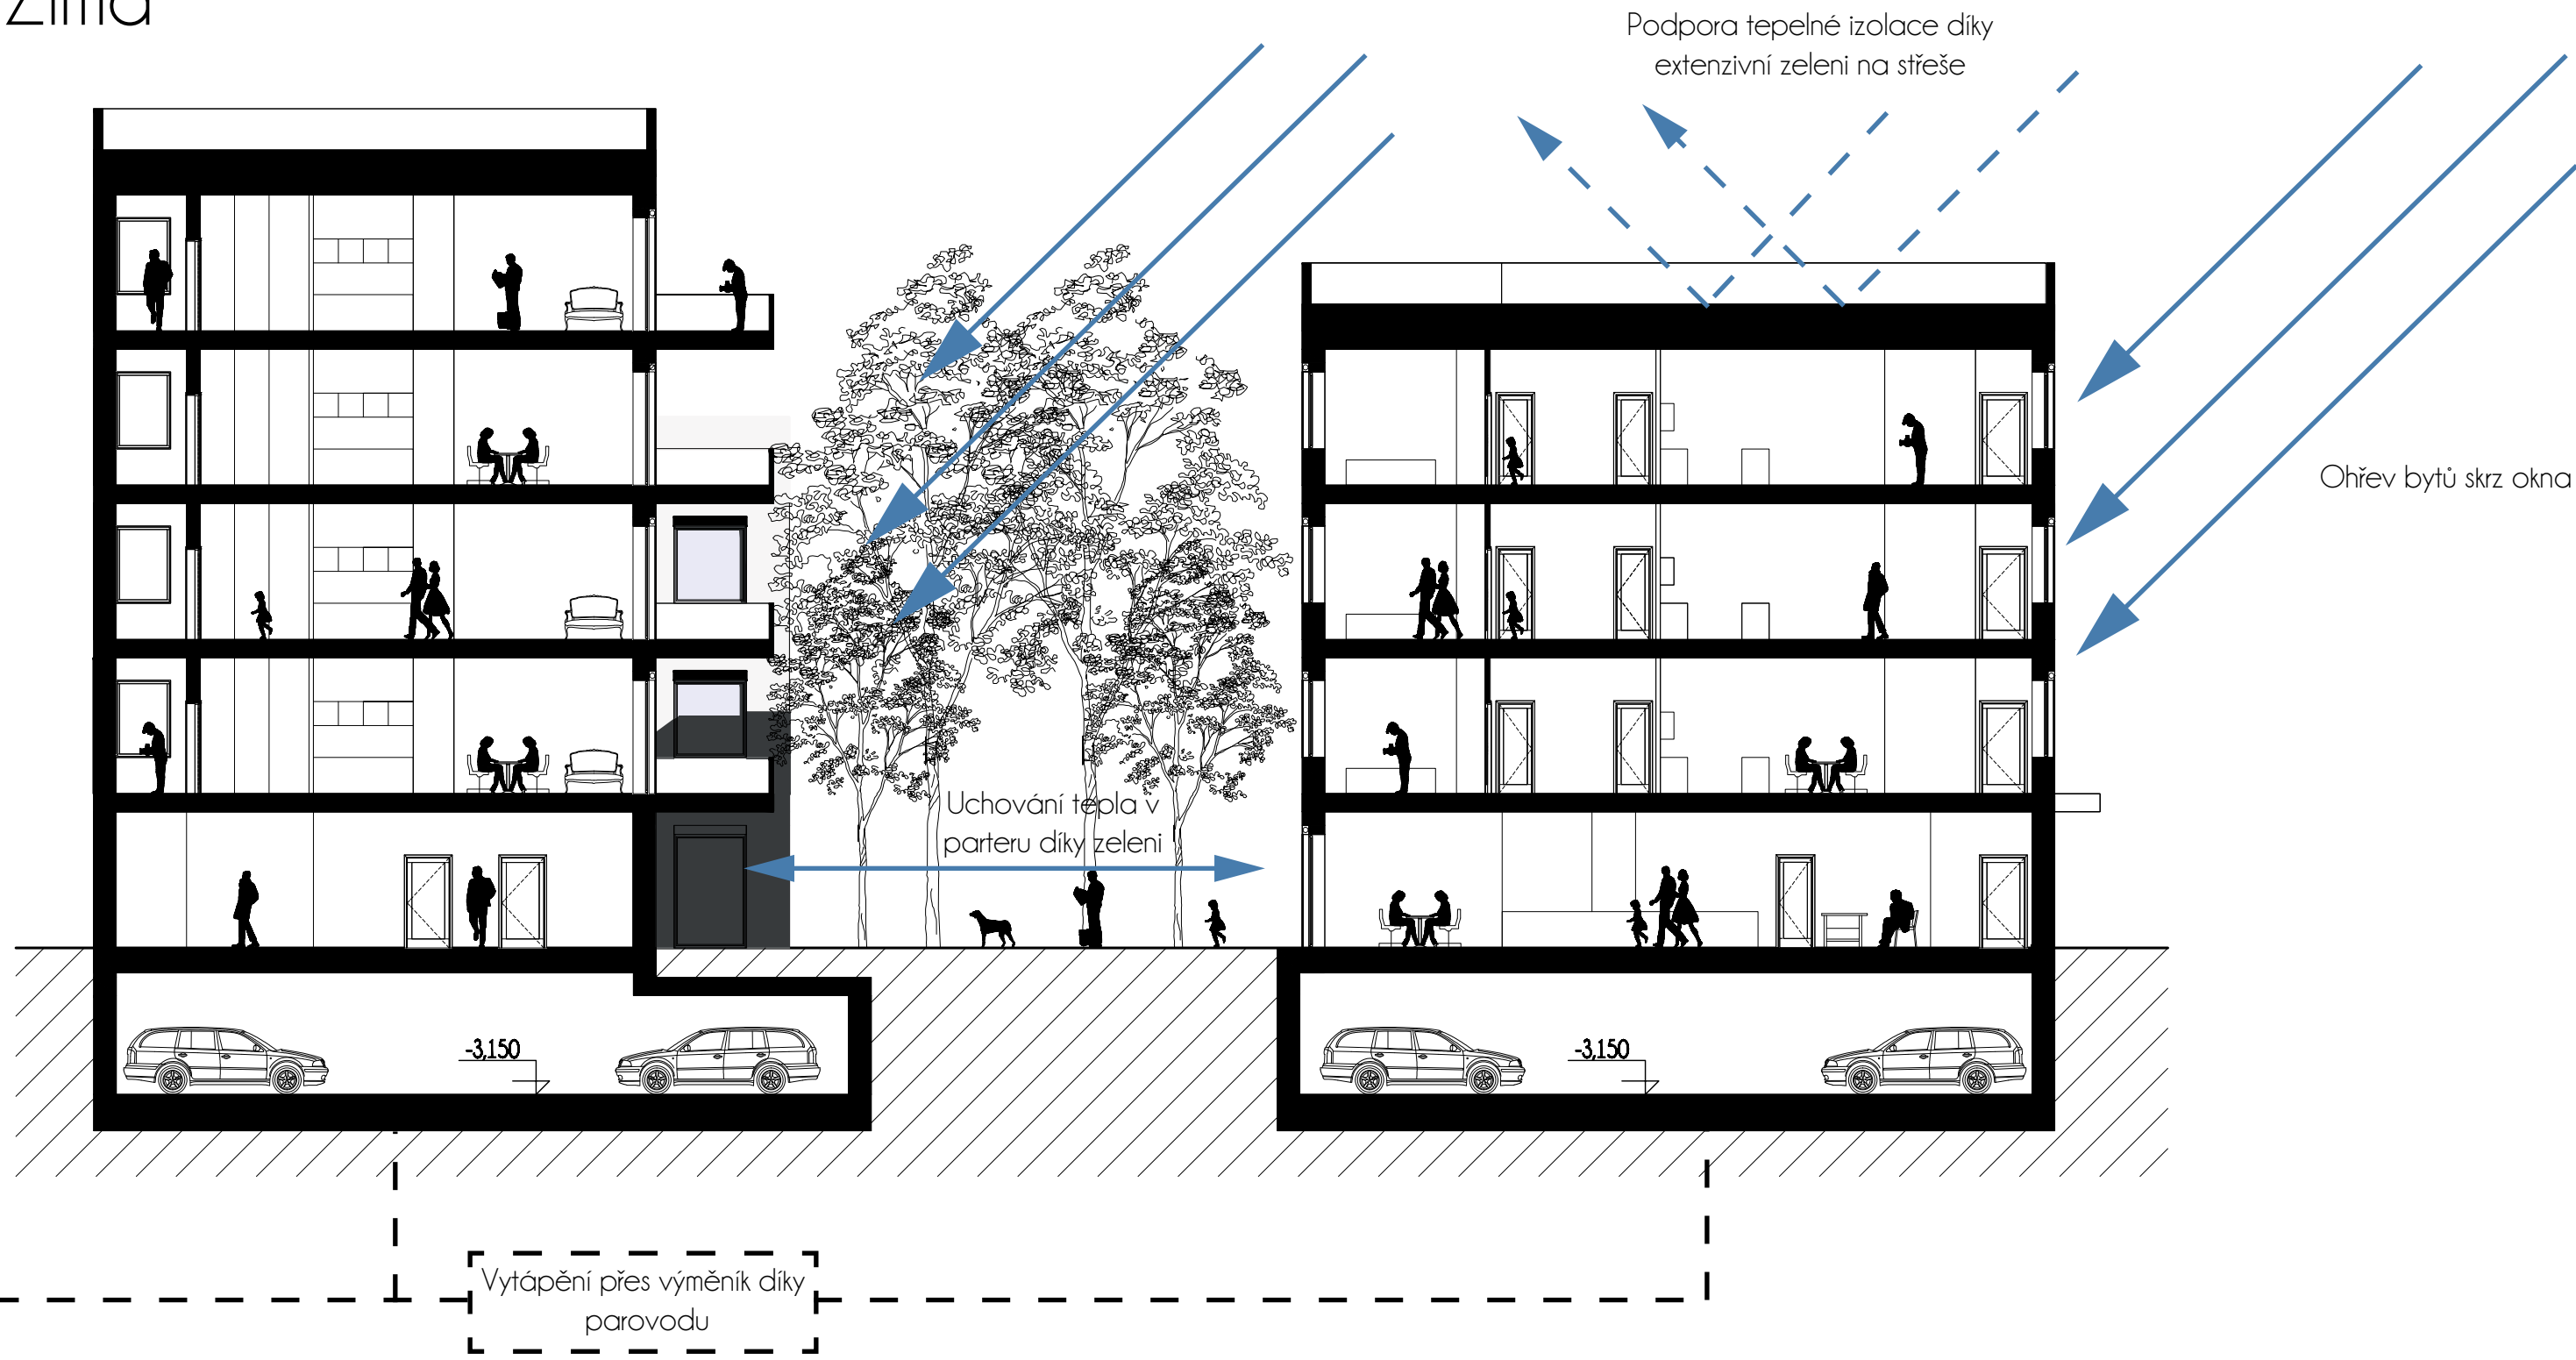 Zima
Podpora tepelné izolace díky
extenzivní zeleni na střeše
Ohřev bytů skrz okna
Uchování tepla v
parteru díky zeleni
-3,150
-3,150
Vytápění přes výměník díky
parovodu